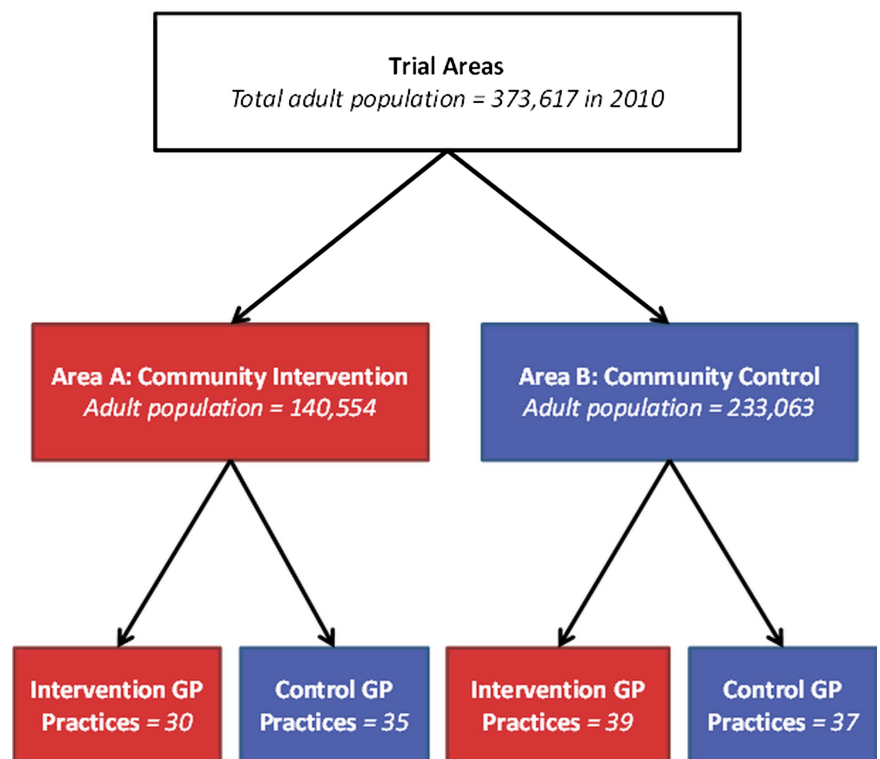 Trial Areas
Total adult population = 373,617 in 2010
Area A: Community Intervention
Adult population = 140,554
Area B: Community Control
Adult population = 233,063
Intervention GP
Practices = 30
Control GP
Practices = 35
Intervention GP
Practices = 39
Control GP
Practices = 37